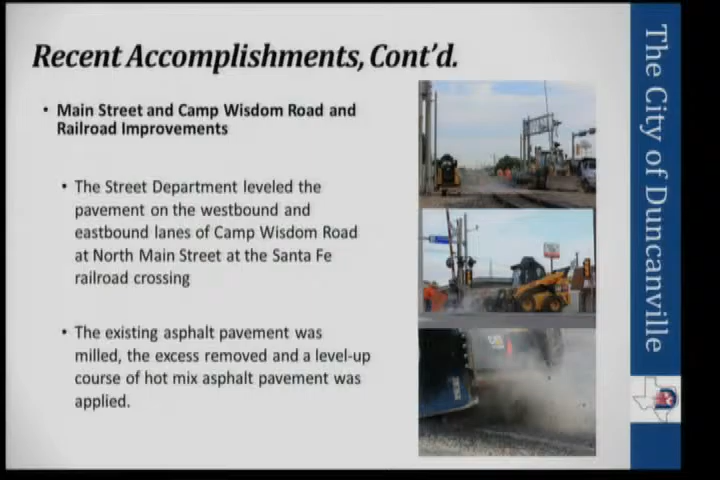 Recent Accomplishments, Cont'd.
• Main Street and Camp Wisdom Road and
Railroad Improvements
• The Street Department leveled the
pavement on the westbound and
eastbound lanes of Camp Wisdom Road
at North Main Street at the Santa Fe
railroad crossing
• The existing asphalt pavement was
milled, the excess removed and a level-up
course of hot mix asphalt pavement was
applied.
The City of Duncanville